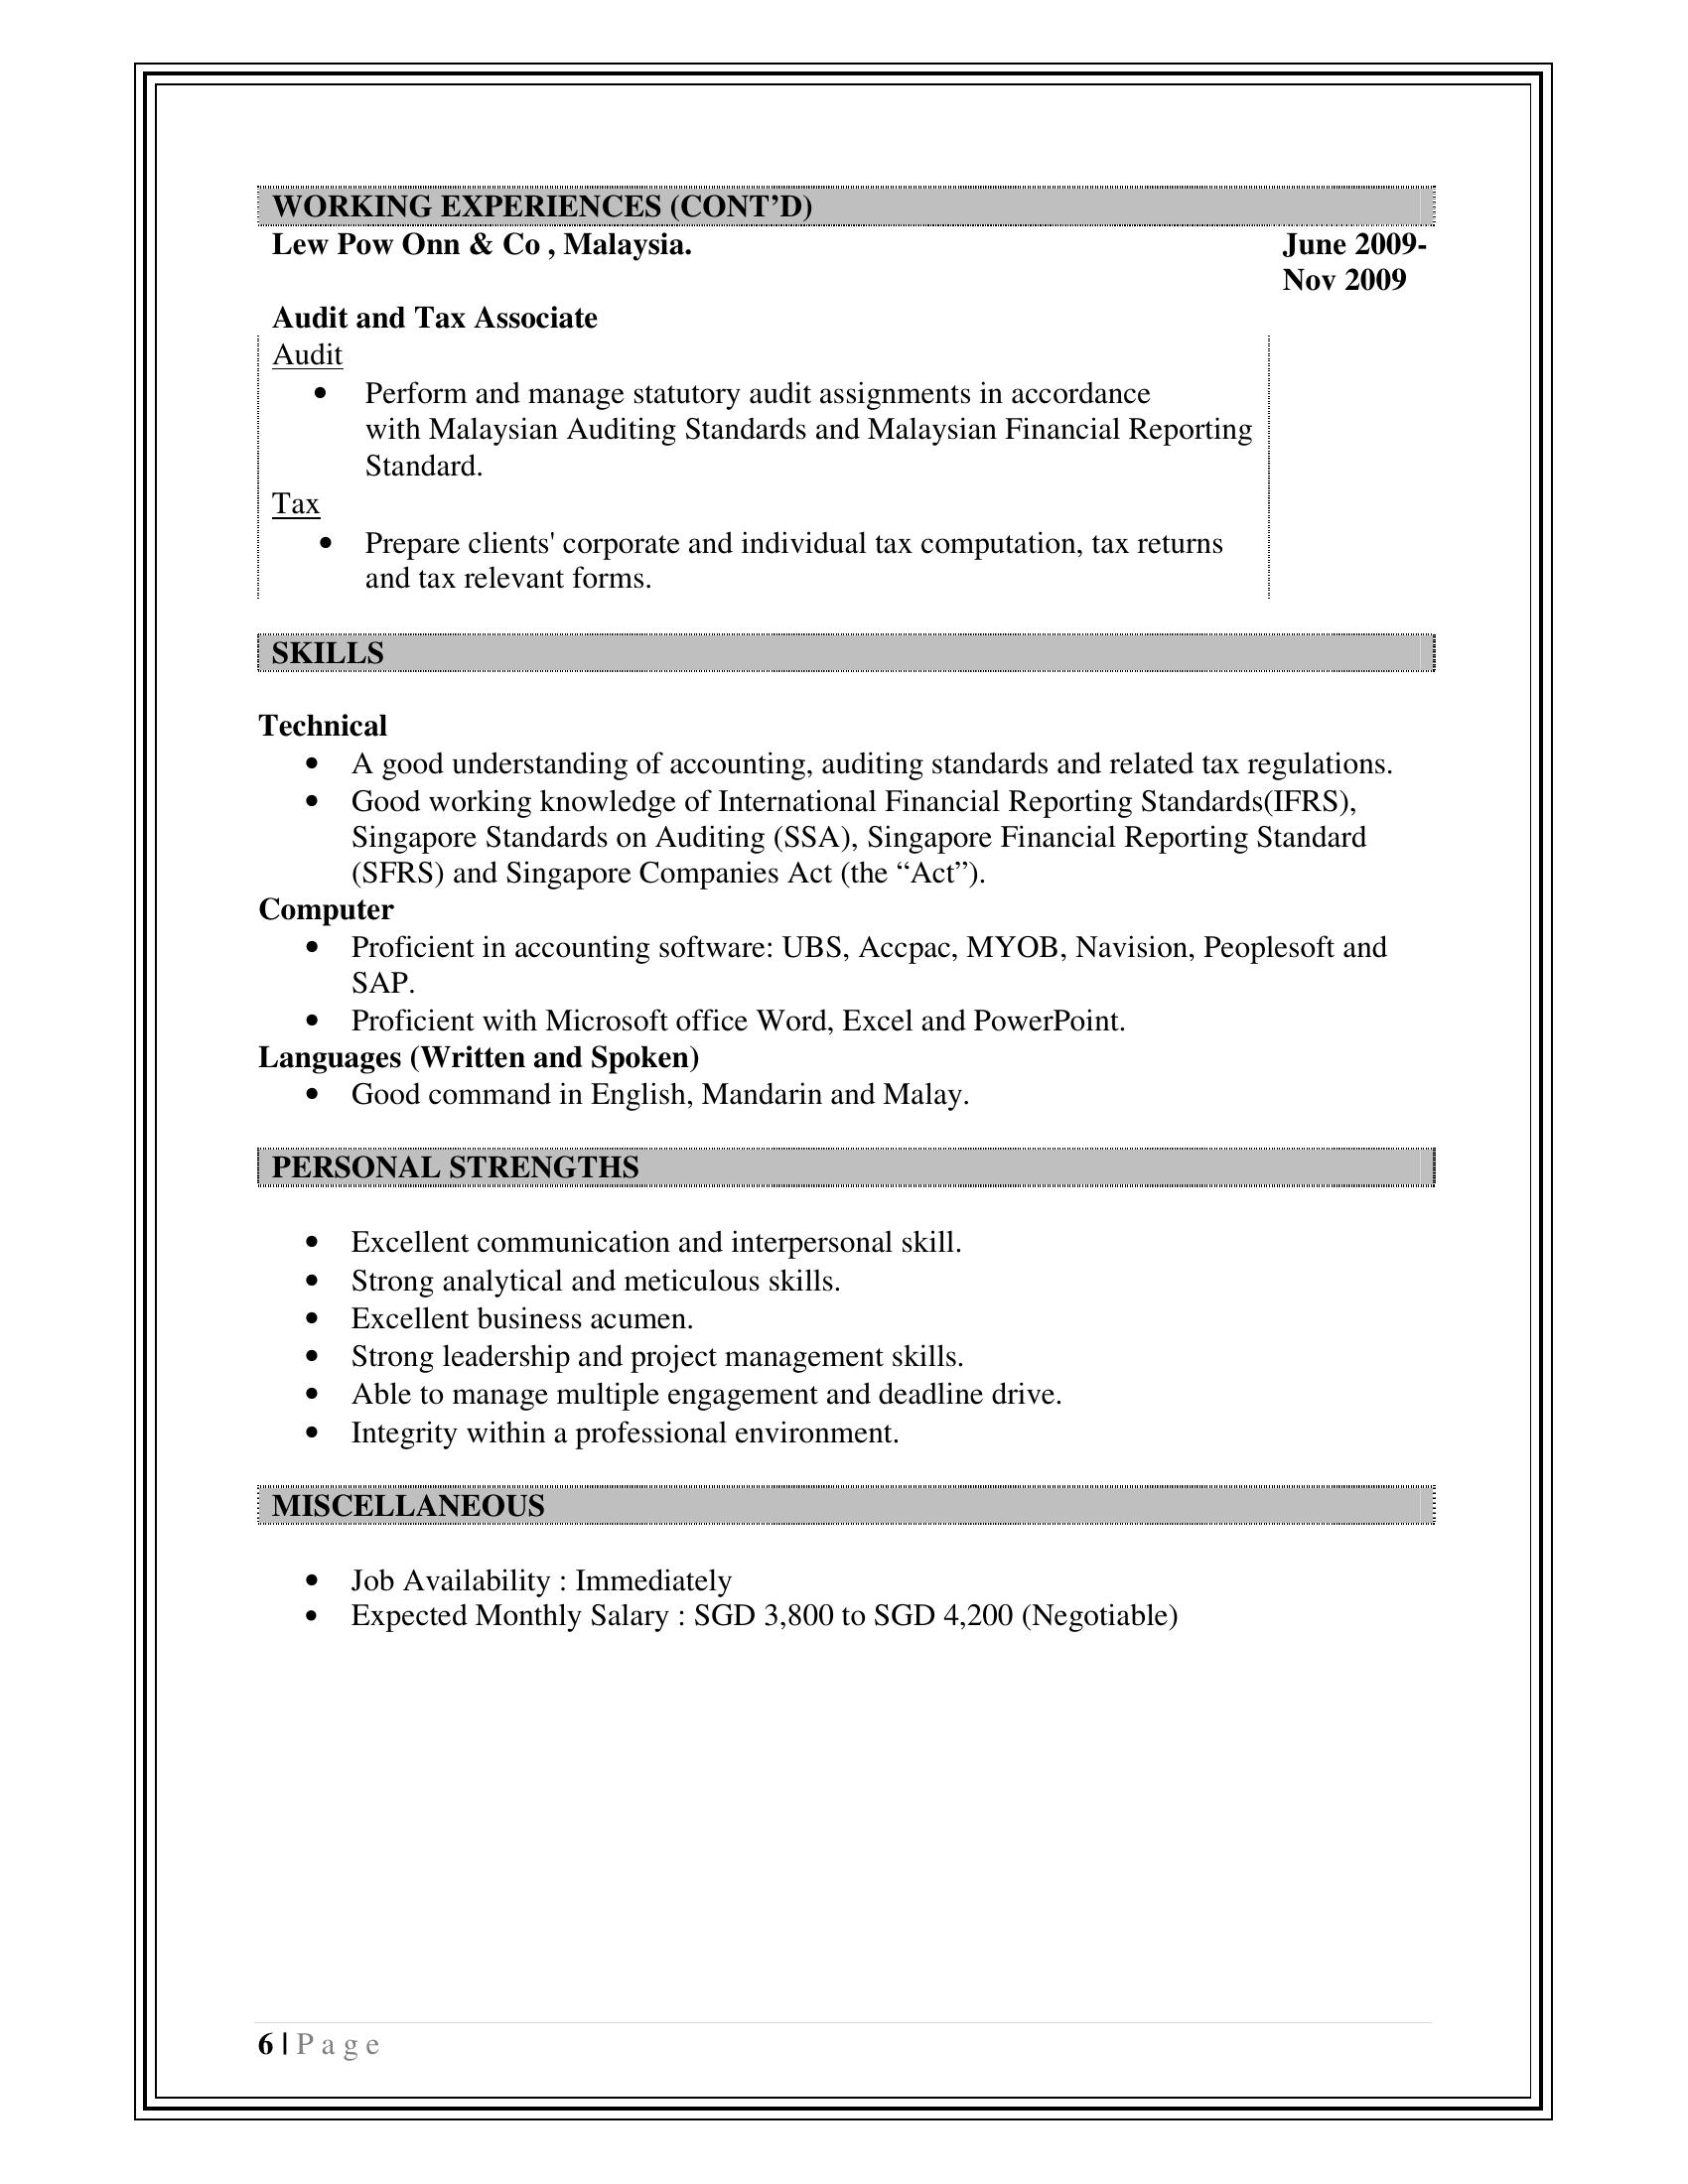 WORKING EXPERIENCES (CONT’D)
Lew Pow Onn & Co , Malaysia.
June 2009-
Nov 2009
Audit and Tax Associate
Audit
• Perform and manage statutory audit assignments in accordance
with Malaysian Auditing Standards and Malaysian Financial Reporting
Standard.
Tax
• Prepare clients' corporate and individual tax computation, tax returns
and tax relevant forms.
SKILLS
Technical
• A good understanding of accounting, auditing standards and related tax regulations.
• Good working knowledge of International Financial Reporting Standards(IFRS),
Singapore Standards on Auditing (SSA), Singapore Financial Reporting Standard
(SFRS) and Singapore Companies Act (the “Act”).
Computer
• Proficient in accounting software: UBS, Accpac, MYOB, Navision, Peoplesoft and
SAP.
• Proficient with Microsoft office Word, Excel and PowerPoint.
Languages (Written and Spoken)
• Good command in English, Mandarin and Malay.
PERSONAL STRENGTHS
• Excellent communication and interpersonal skill.
• Strong analytical and meticulous skills.
• Excellent business acumen.
• Strong leadership and project management skills.
• Able to manage multiple engagement and deadline drive.
• Integrity within a professional environment.
MISCELLANEOUS
• Job Availability : Immediately
• Expected Monthly Salary : SGD 3,800 to SGD 4,200 (Negotiable)
6 | Page